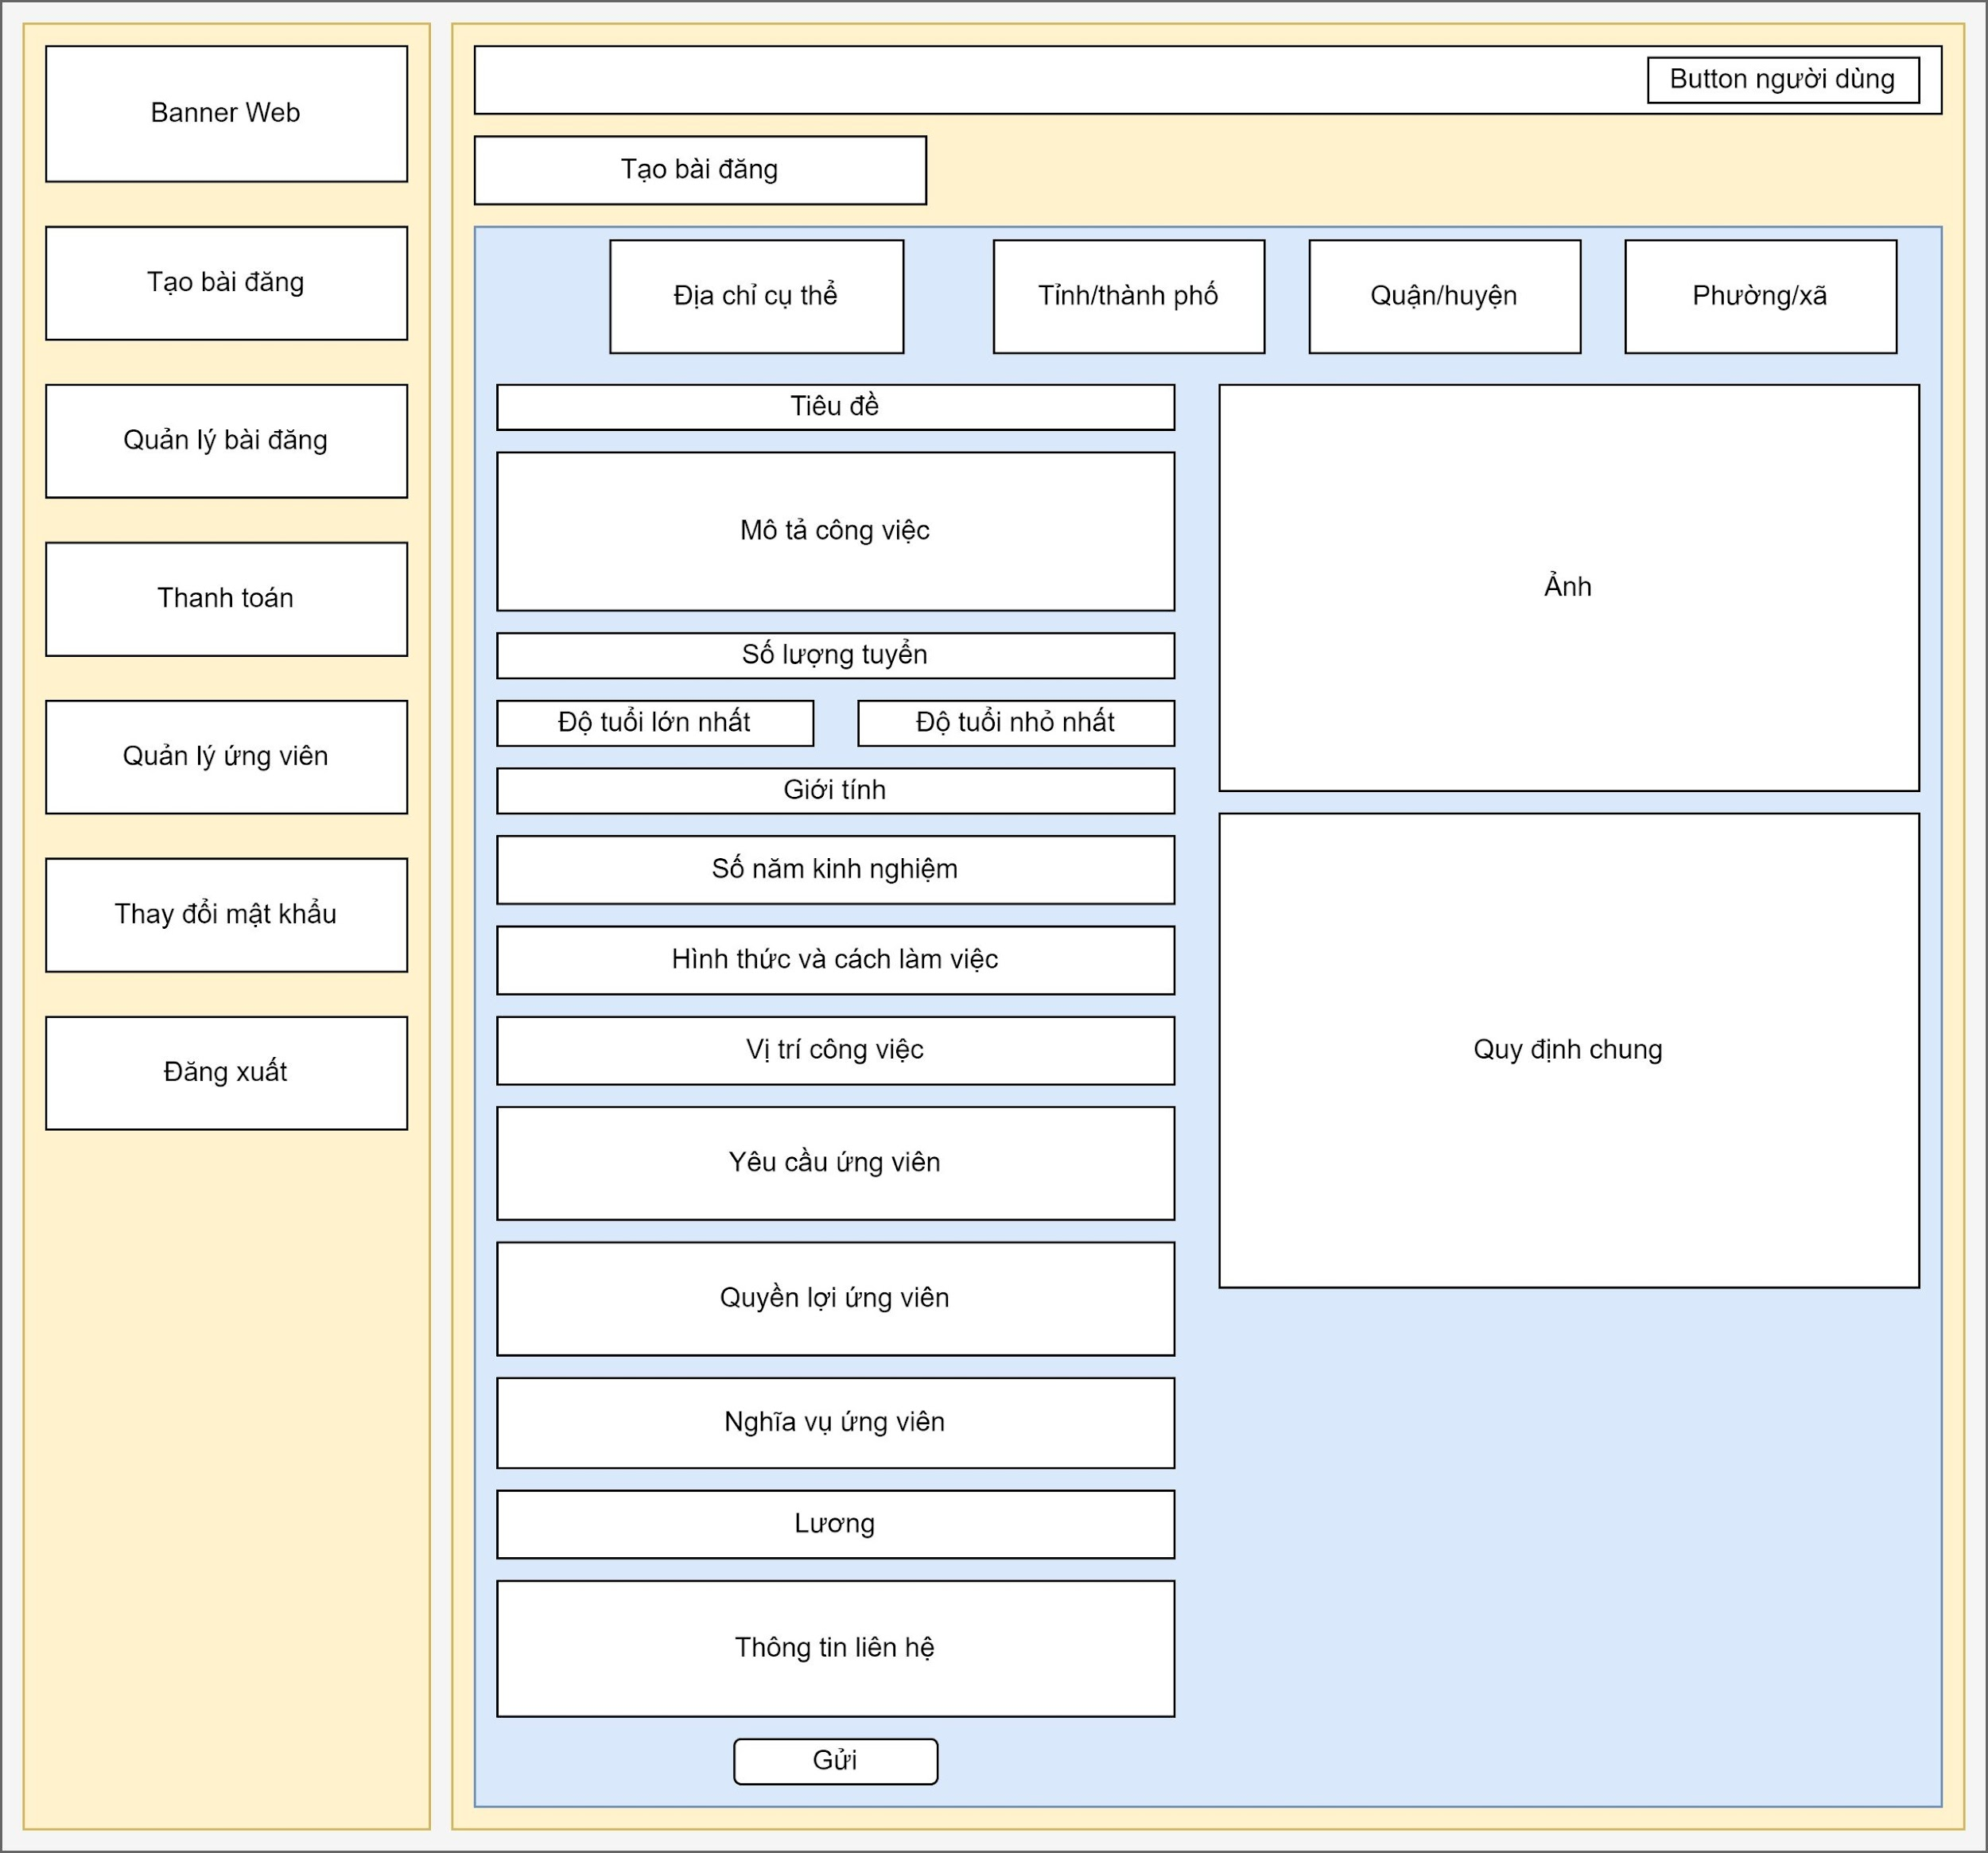 Banner Web
Tạo bài đăng
Quản lý bài đăng
Thanh toán
Quản lý ứng viên
Thay đổi mật khẩu
Đăng xuất
Button người dùng
Tạo bài đăng
Địa chỉ cụ thể
Tỉnh/thành phố
Quận/huyện
Phường/xã
Tiêu đề
Mô tả công việc
Số lượng tuyển
Độ tuổi lớn nhất
Độ tuổi nhỏ nhất
Giới tính
Số năm kinh nghiệm
Hình thức và cách làm việc
Vị trí công việc
Yêu cầu ứng viên
Quyền lợi ứng viên
Nghĩa vụ ứng viên
Lương
Thông tin liên hệ
Gửi
Ảnh
Quy định chung